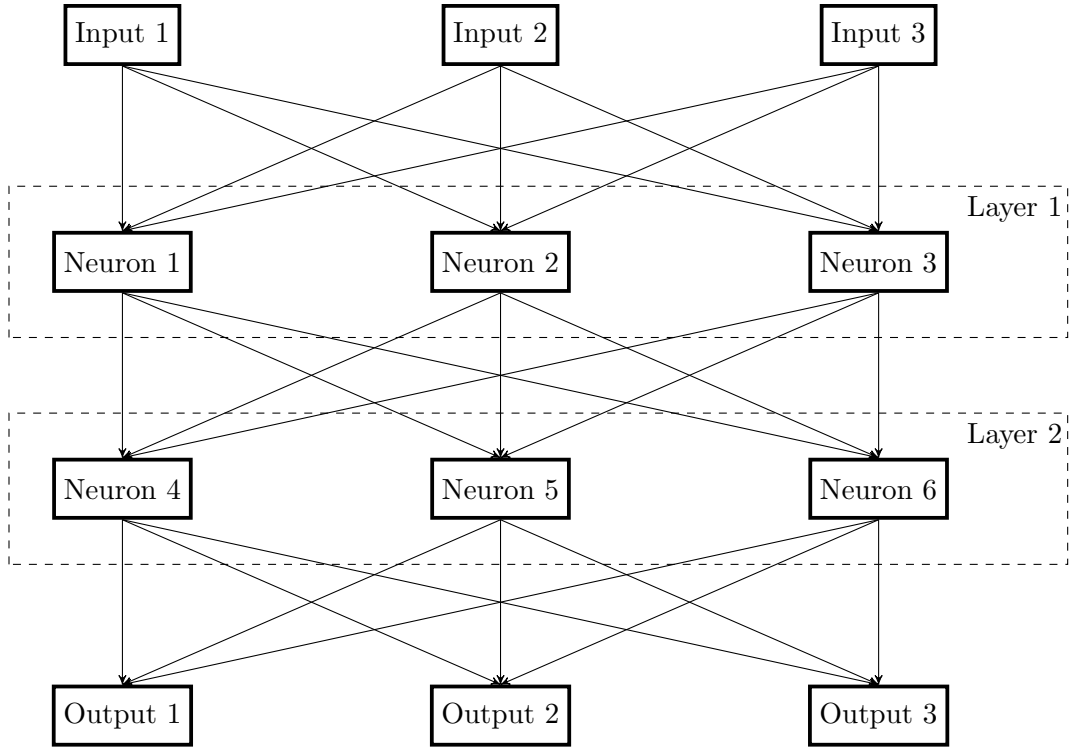 Input 1
Input 2
Input 3
Layer 1
Neuron 1
Neuron 2
Neuron 3
Layer 2
Neuron 4
Neuron 5
Neuron 6
Output 1
Output 2
Output 3